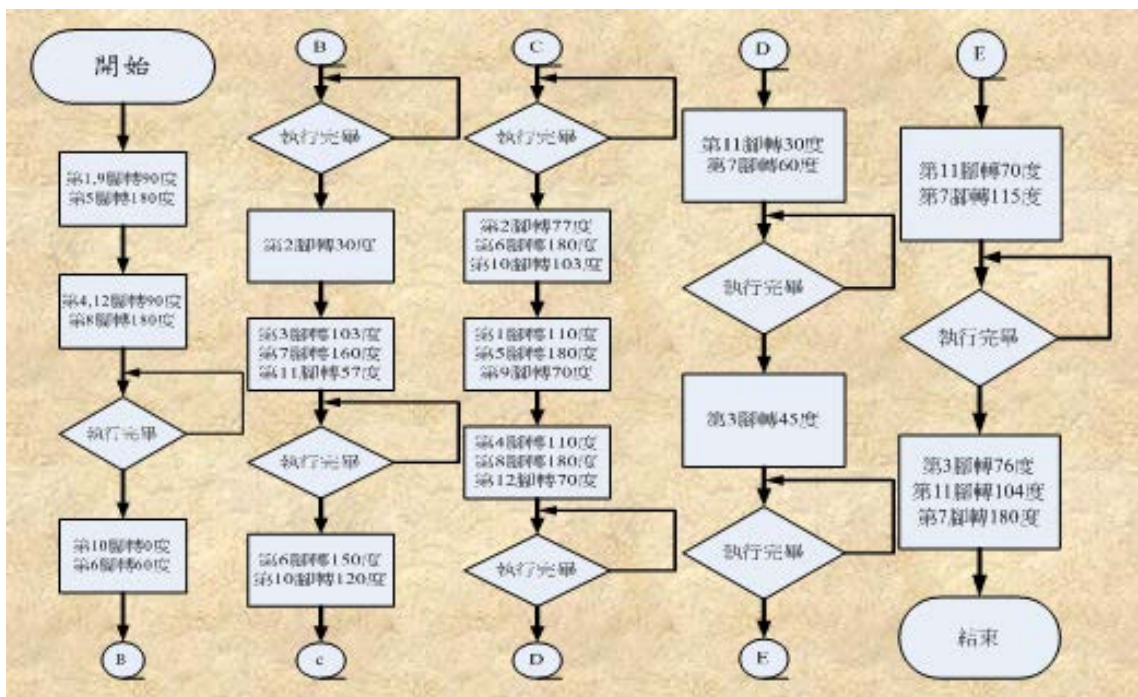 開始
第1,9腳轉90度
第5腳轉180度
第4,12腳轉90度
第8腳轉180度
執行完畢
第10腳轉0度
第6腳轉60度
B
B
執行完畢
第2腳轉30度
第3腳轉103度
第7腳轉160度
第11腳轉57度
執行完畢
第6腳轉150度
第10腳轉120度
c
C
執行完畢
第2腳轉77度
第6腳轉180度
第10腳轉103度
第1腳轉110度
第5腳轉180度
第9腳轉70度
第4腳轉110度
第8腳轉180度
第12腳轉70度
執行完畢
D
D
第11腳轉30度
第7腳轉60度
執行完畢
第3腳轉45度
執行完畢
E
E
第11腳轉70度
第7腳轉115度
執行完畢
第3腳轉76度
第11腳轉104度
第7腳轉180度
結束